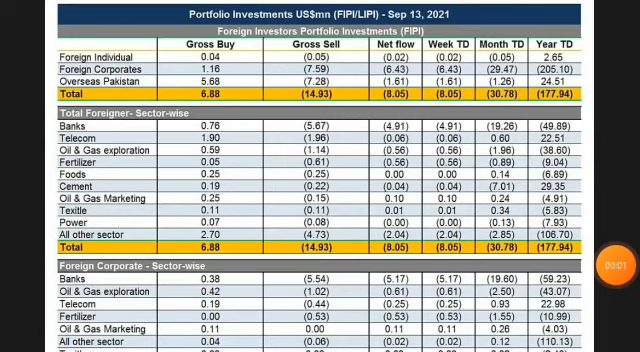 Portfolio Investments US$mn (FIPI/LIPI) - Sep 13, 2021
Foreign Investors Portfolio Investments (FIPI)
Gross Buy Gross Sell Net flow Week TD Month TD Year TD
Foreign Individual 0.04 (0.05) (0.02) (0.02) (0.05) 2.65
Foreign Corporates 1.16 (7.59) (6.43) (6.43) (29.47) (205.10)
Overseas Pakistan 5.68 (7.28) (1.61) (1.61) (1.26) 24.51
Total 6.88 (14.93) (8.05) (8.05) (30.78) (177.94)
Total Foreigner- Sector-wise
Banks 0.76 (5.67) (4.91) (4.91) (19.26) (49.89)
Telecom 1.90 (1.96) (0.06) (0.06) 0.60 22.51
Oil & Gas exploration 0.59 (1.14) (0.56) (0.56) (1.96) (38.60)
Fertilizer 0.05 (0.61) (0.56) (0.56) (0.89) (9.04)
Foods 0.25 (0.25) 0.00 0.00 0.14 (6.89)
Cement 0.19 (0.22) (0.04) (0.04) (7.01) 29.35
Oil & Gas Marketing 0.25 (0.15) 0.10 0.10 0.24 (4.91)
Texitle 0.11 (0.11) 0.01 0.01 0.34 (5.83)
Power 0.07 (0.08) (0.00) (0.00) (0.13) (7.93)
All other sector 2.70 (4.73) (2.04) (2.04) (2.85) (106.70)
Total 6.88 (14.93) (8.05) (8.05) (30.78) (177.94)
Foreign Corporate - Sector-wise
Banks 0.38 (5.54) (5.17) (5.17) (19.60) (59.23)
Oil & Gas exploration 0.42 (1.02) (0.61) (0.61) (2.50) (43.07)
Telecom 0.19 (0.44) (0.25) (0.25) 0.93 22.98
Fertilizer 0.00 (0.53) (0.53) (0.53) (1.55) (10.99)
Oil & Gas Marketing 0.11 0.00 0.11 0.11 0.26 (4.03)
All other sector 0.04 (0.06) (0.02) (0.02) 0.12 (110.13)
00:01